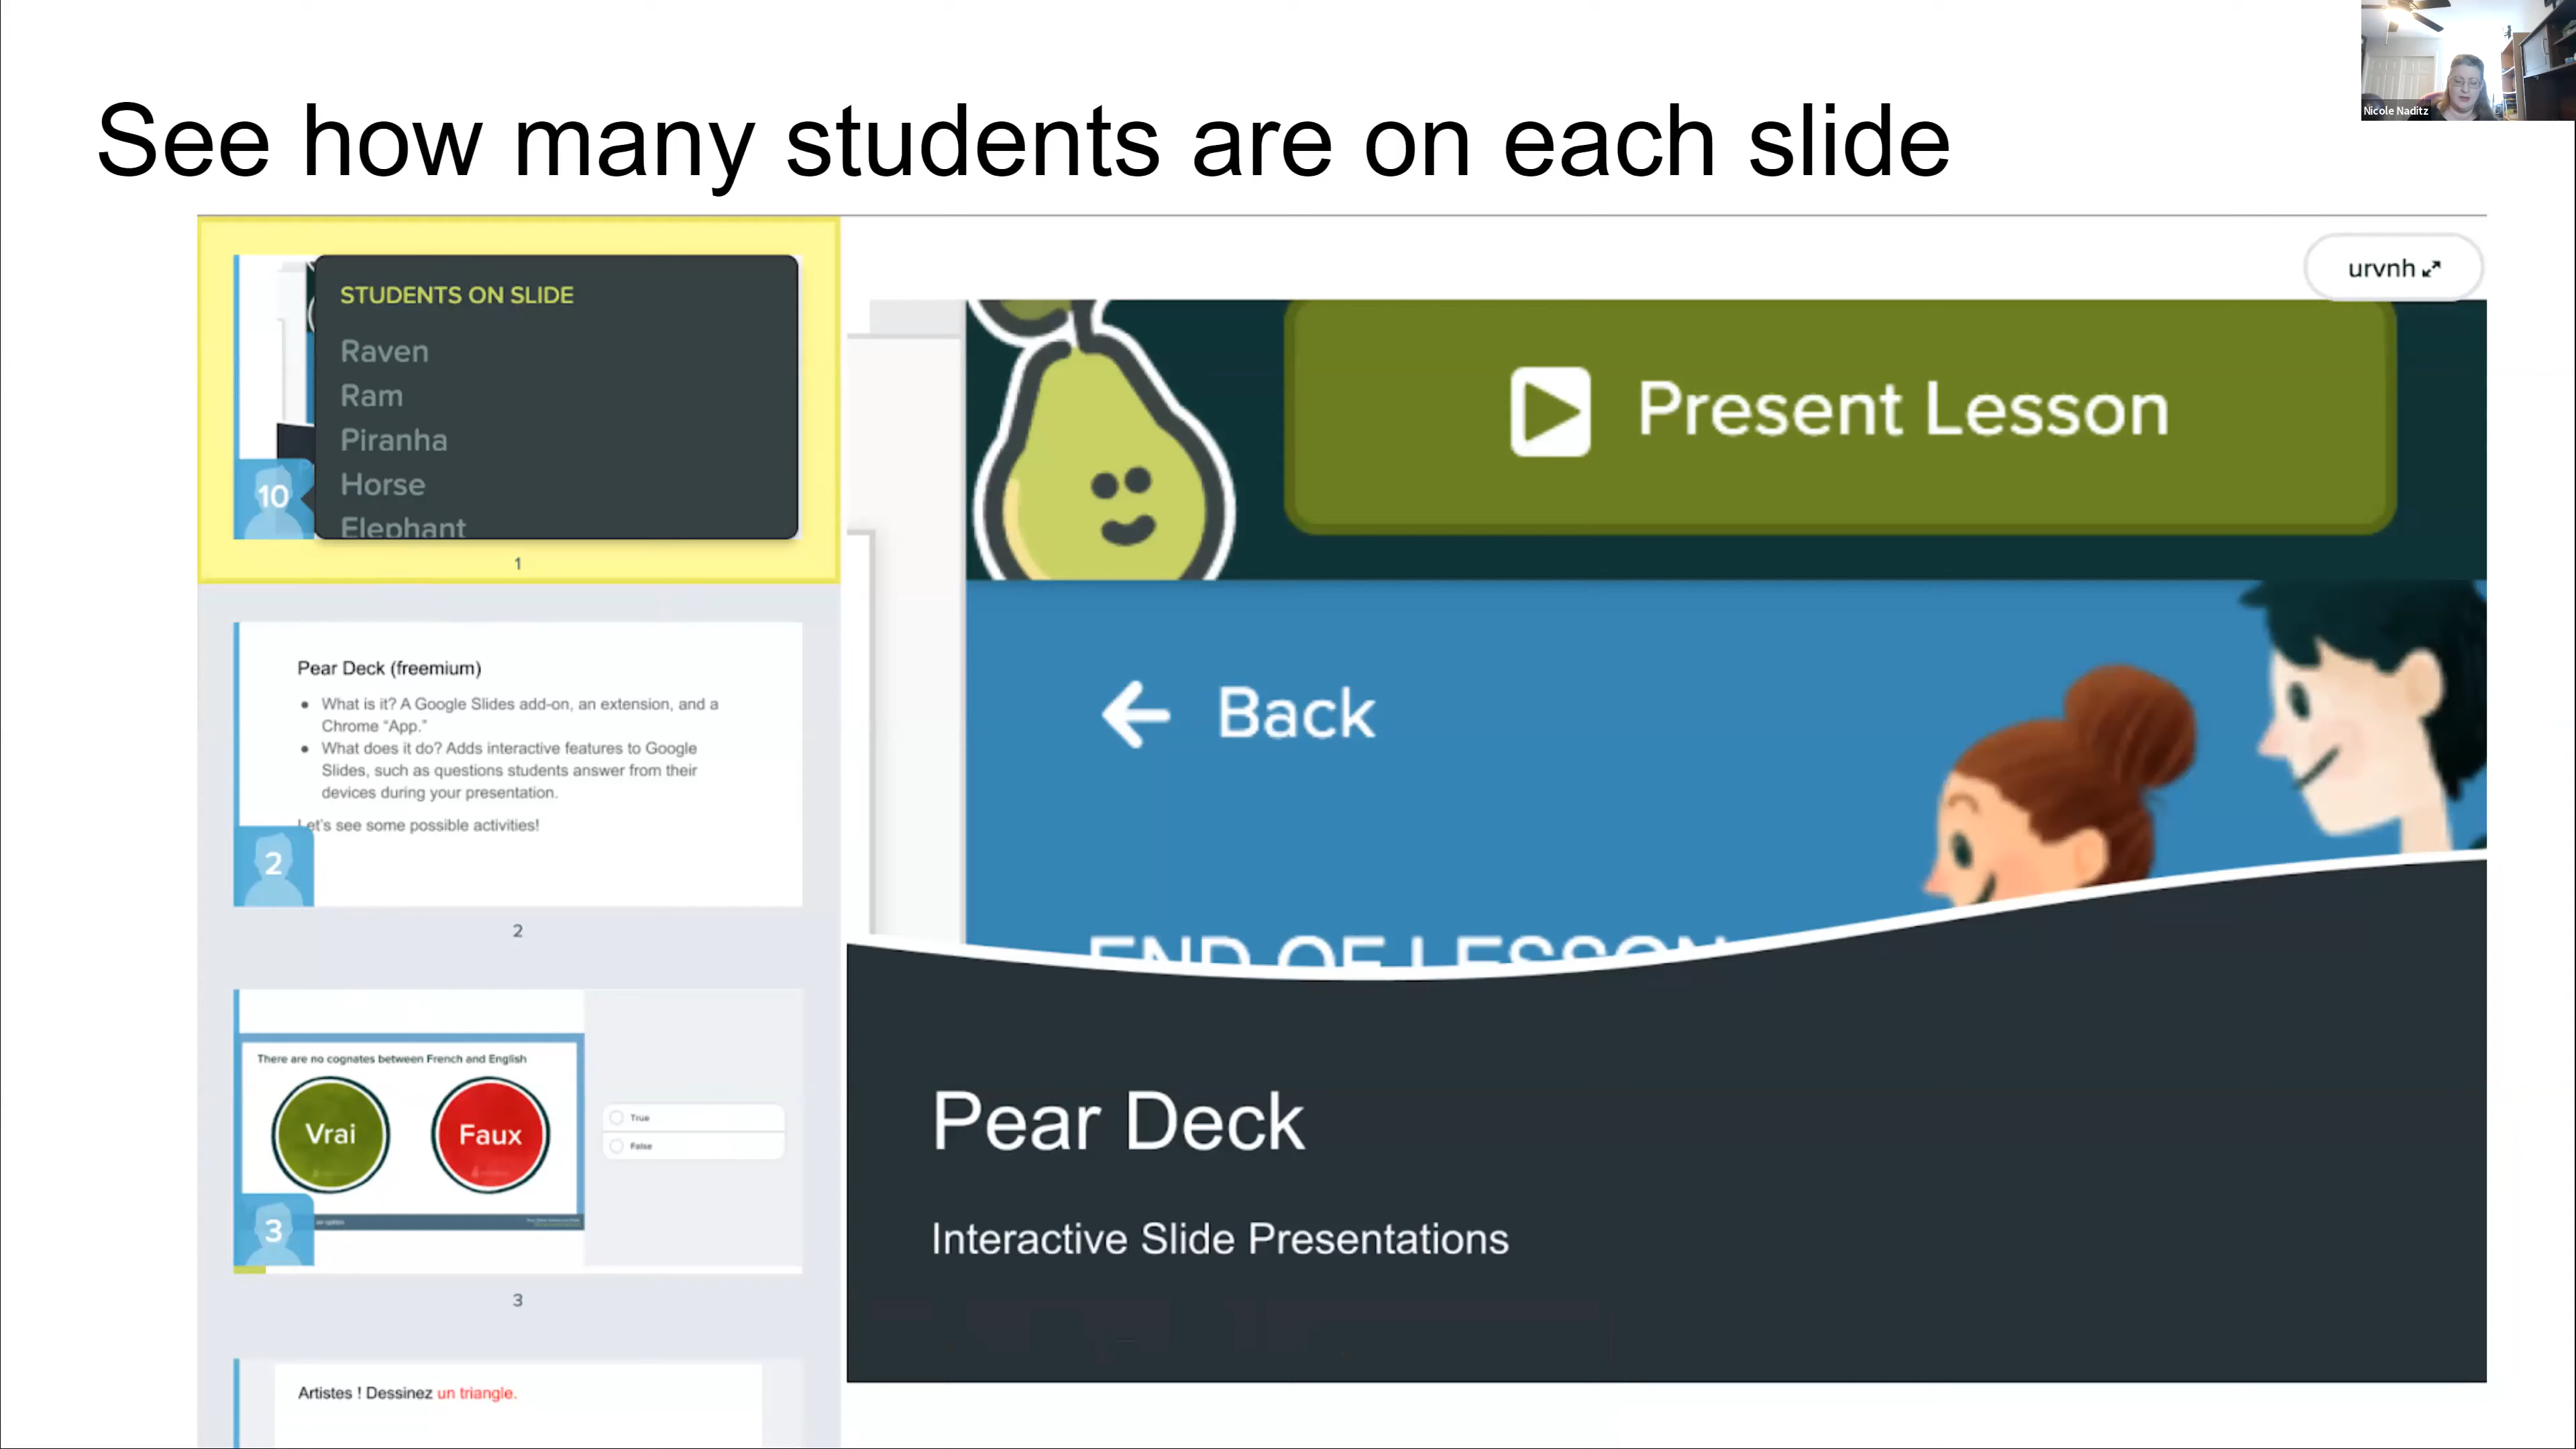 See how many students are on each slide
Nicole Naditz
STUDENTS ON SLIDE
Raven
Ram
Piranha
Horse
Elephant
10
1
Pear Deck (freemium)
● What is it? A Google Slides add-on, an extension, and a
Chrome “App.”
● What does it do? Adds interactive features to Google
Slides, such as questions students answer from their
devices during your presentation.
Let’s see some possible activities!
2
2
There are no cognates between French and English
Vrai
Faux
True
False
3
3
Artistes ! Dessinez un triangle.
urvnh
Present Lesson
Back
END OF LESSON
Pear Deck
Interactive Slide Presentations